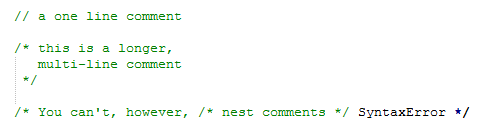 // a one line comment
/* this is a longer,
multi-line comment
*/
/* You can't, however, /* nest comments */ SyntaxError */